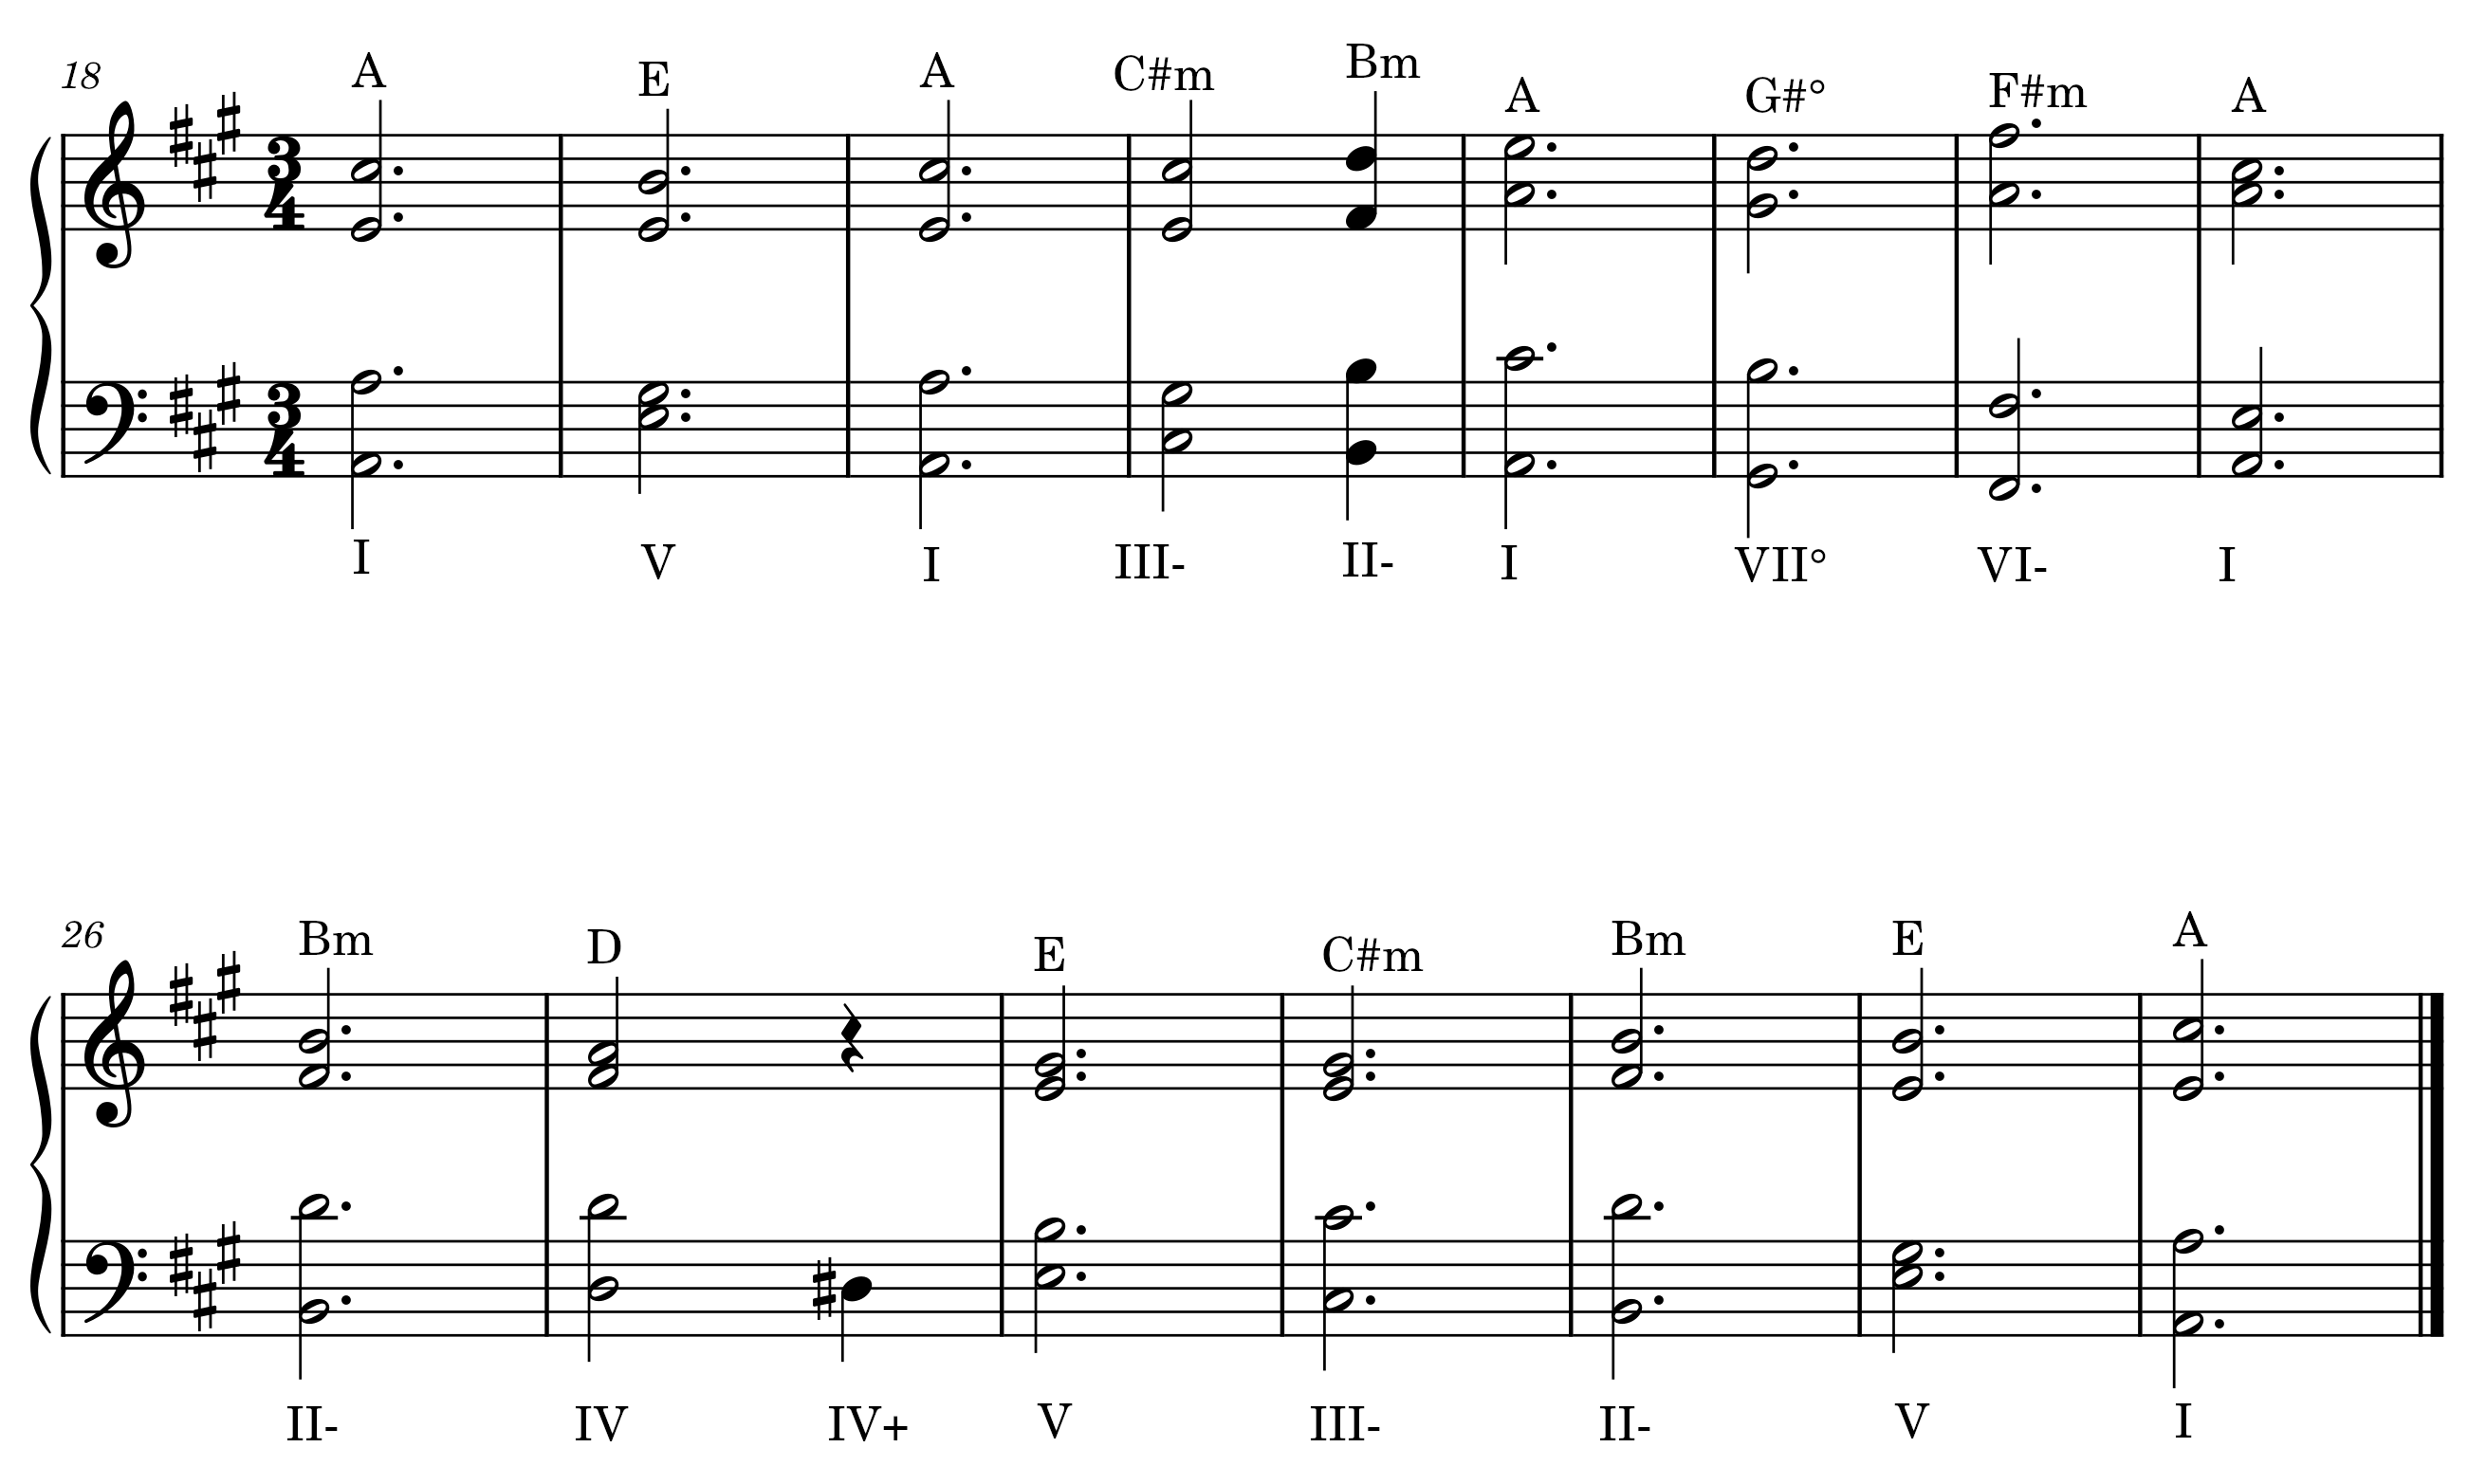 18 A E A C#m Bm A G#° F#m A
3
4
3
4
I V I III- II- I VII° VI- I
26 Bm D E C#m Bm E A
II- IV IV+ V III- II- V I